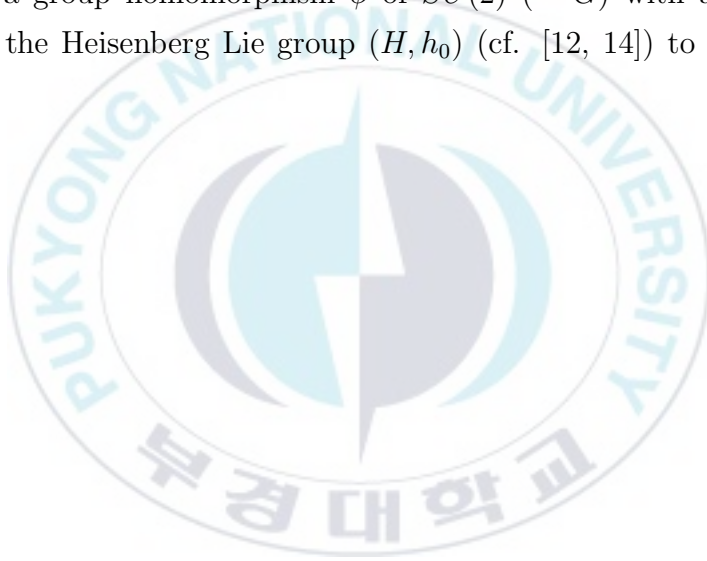 a group homomorphism φ of SU(2) (= G) with a
the Heisenberg Lie group (H, h₀) (cf. [12, 14]) to
PUKYONG NATIONAL UNIVERSITY
부경대학교